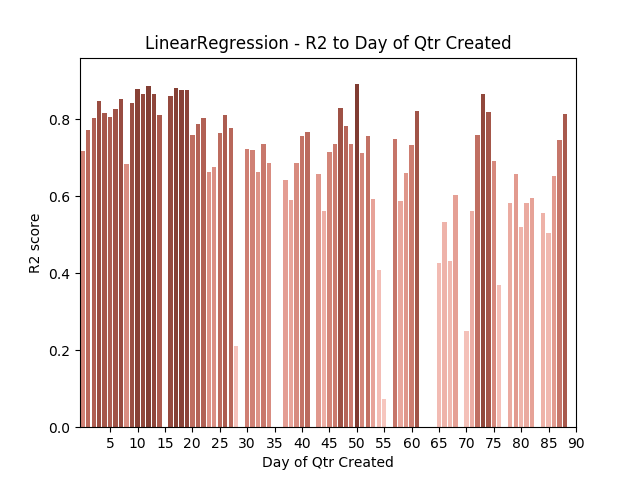 LinearRegression - R2 to Day of Qtr Created
R2 score
0.8
0.6
0.4
0.2
0.0
5 10 15 20 25 30 35 40 45 50 55 60 65 70 75 80 85 90
Day of Qtr Created